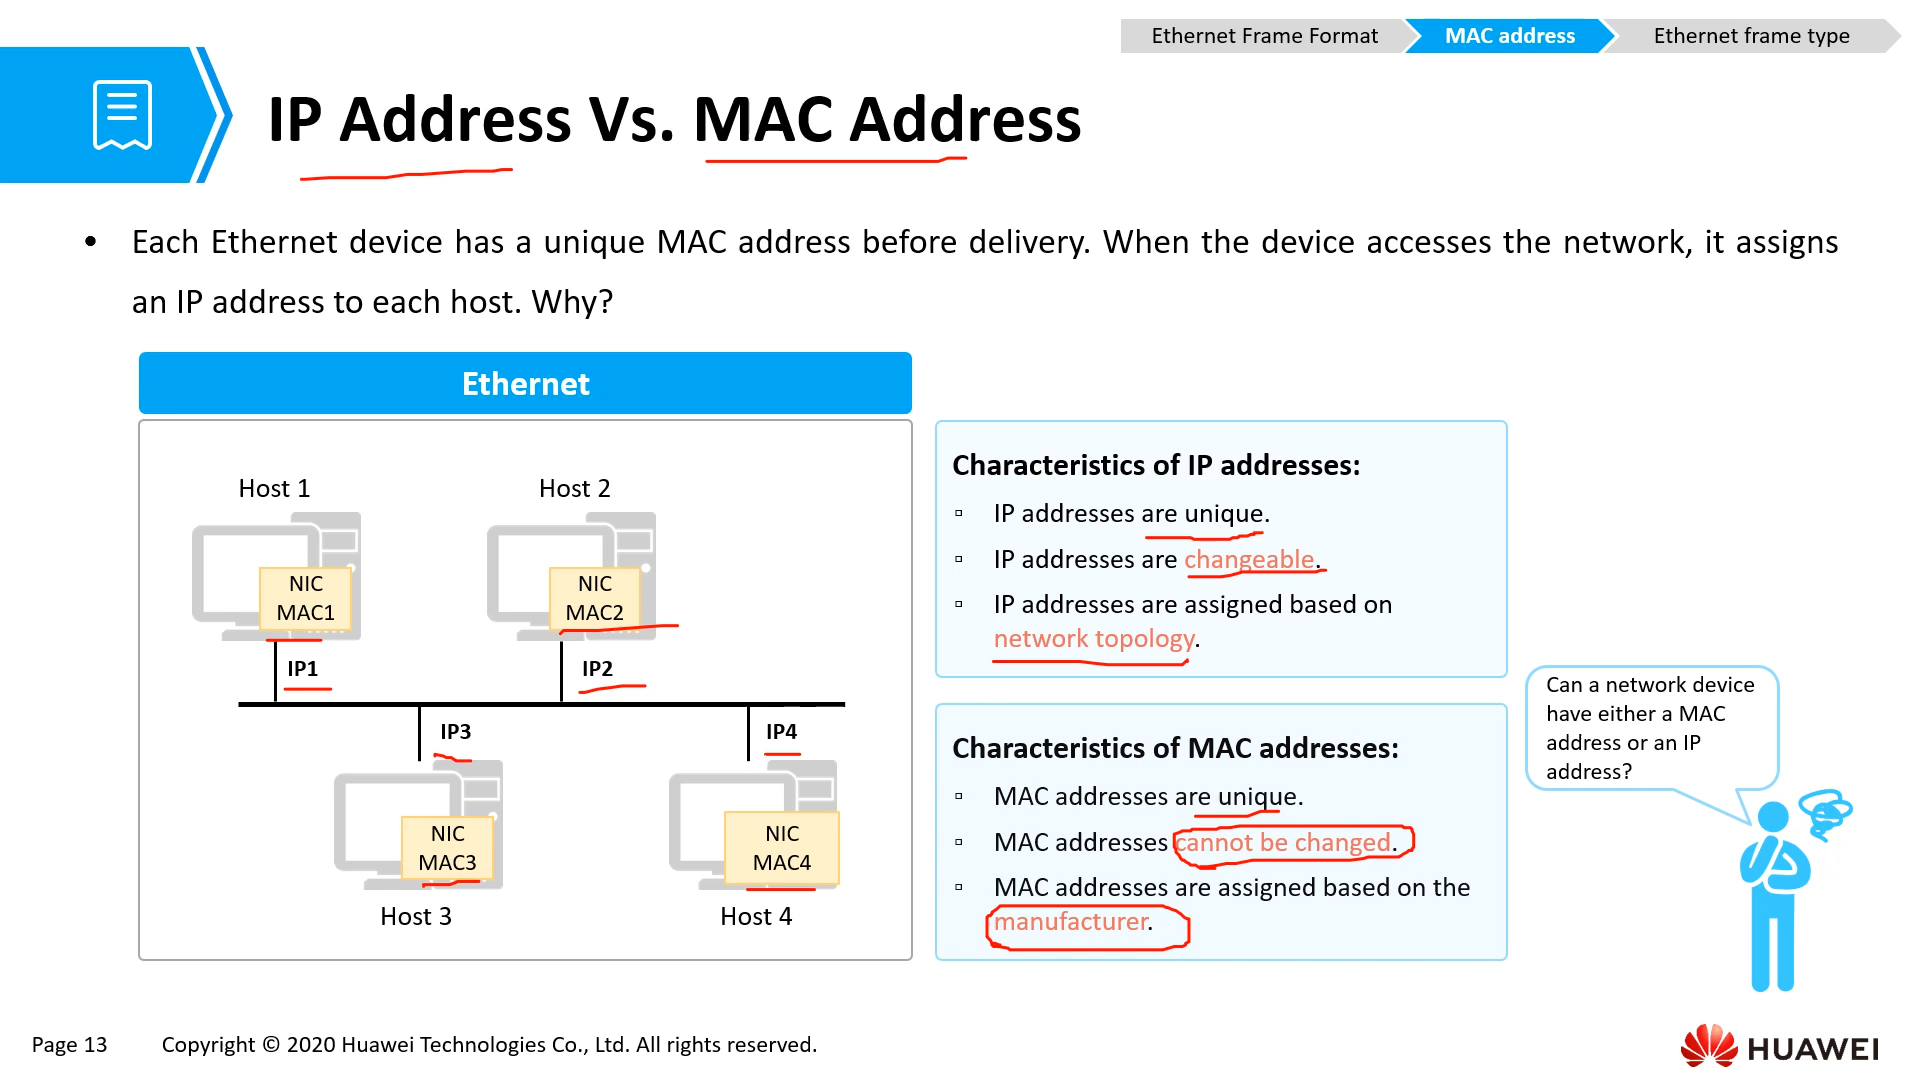 Ethernet Frame Format
MAC address
Ethernet frame type
IP Address Vs. MAC Address
• Each Ethernet device has a unique MAC address before delivery. When the device accesses the network, it assigns
an IP address to each host. Why?
Ethernet
Host 1
Host 2
NIC
MAC1
NIC
MAC2
IP1
IP2
IP3
IP4
NIC
MAC3
NIC
MAC4
Host 3
Host 4
Characteristics of IP addresses:
▫ IP addresses are unique.
▫ IP addresses are changeable.
▫ IP addresses are assigned based on
network topology.
Characteristics of MAC addresses:
▫ MAC addresses are unique.
▫ MAC addresses cannot be changed.
▫ MAC addresses are assigned based on the
manufacturer.
Can a network device
have either a MAC
address or an IP
address?
Page 13
Copyright © 2020 Huawei Technologies Co., Ltd. All rights reserved.
HUAWEI